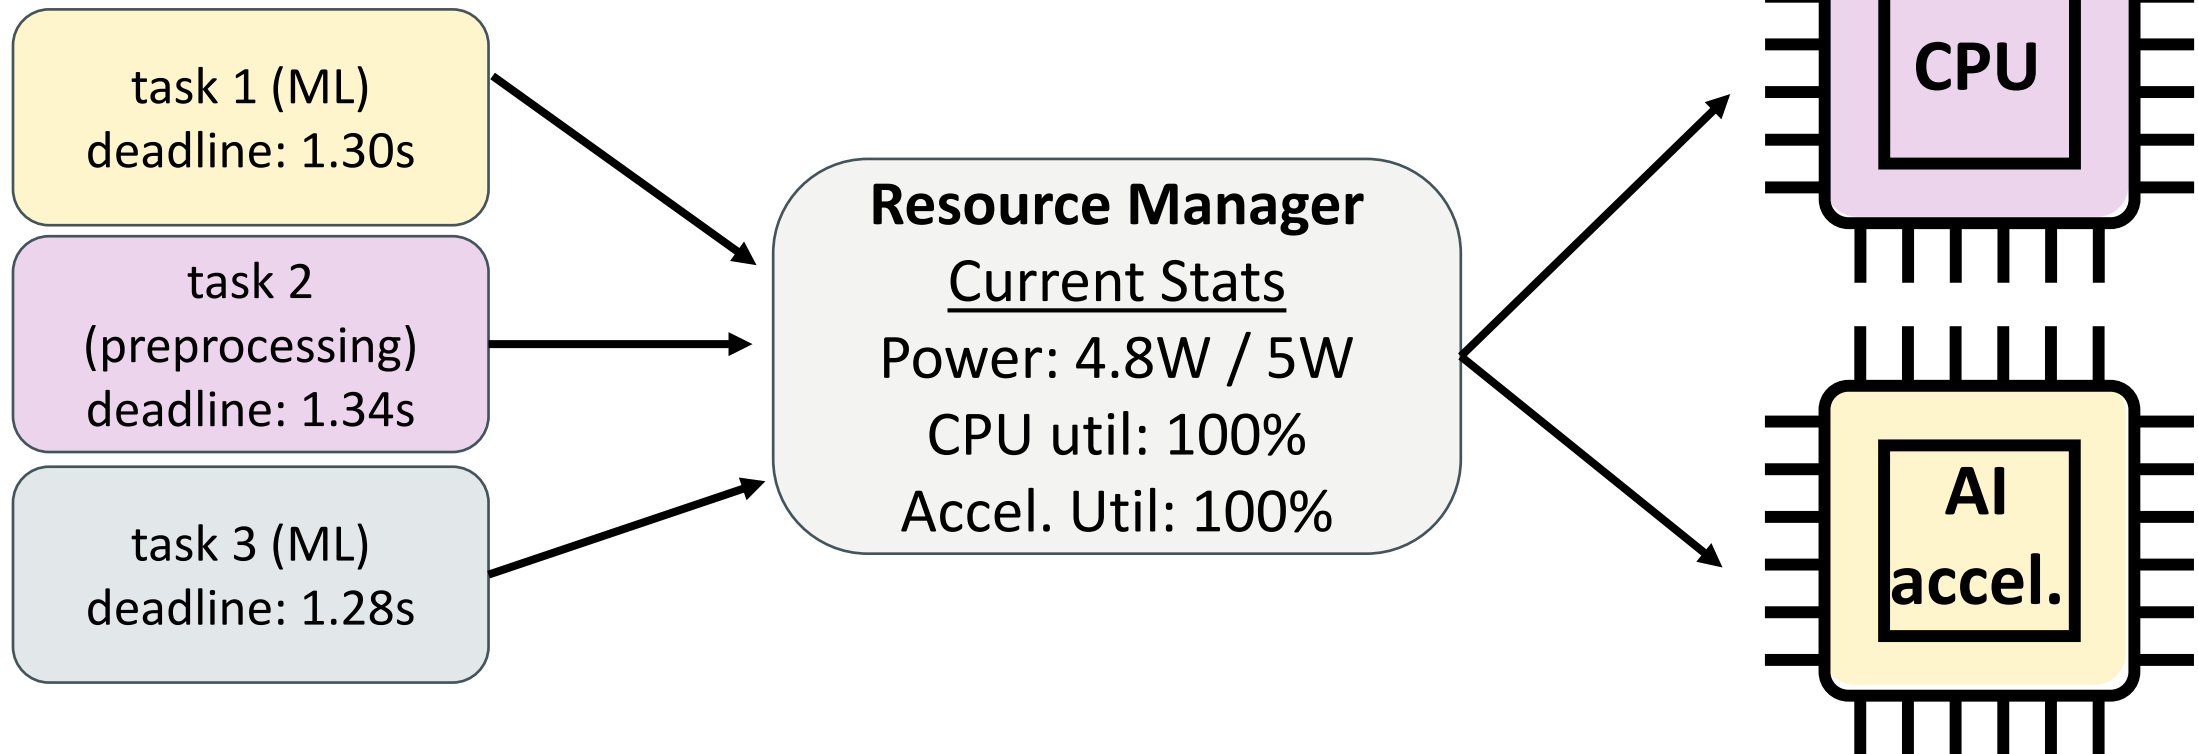 task 1 (ML)
deadline: 1.30s
task 2
(preprocessing)
deadline: 1.34s
task 3 (ML)
deadline: 1.28s
Resource Manager
Current Stats
Power: 4.8W / 5W
CPU util: 100%
Accel. Util: 100%
CPU
AI
accel.